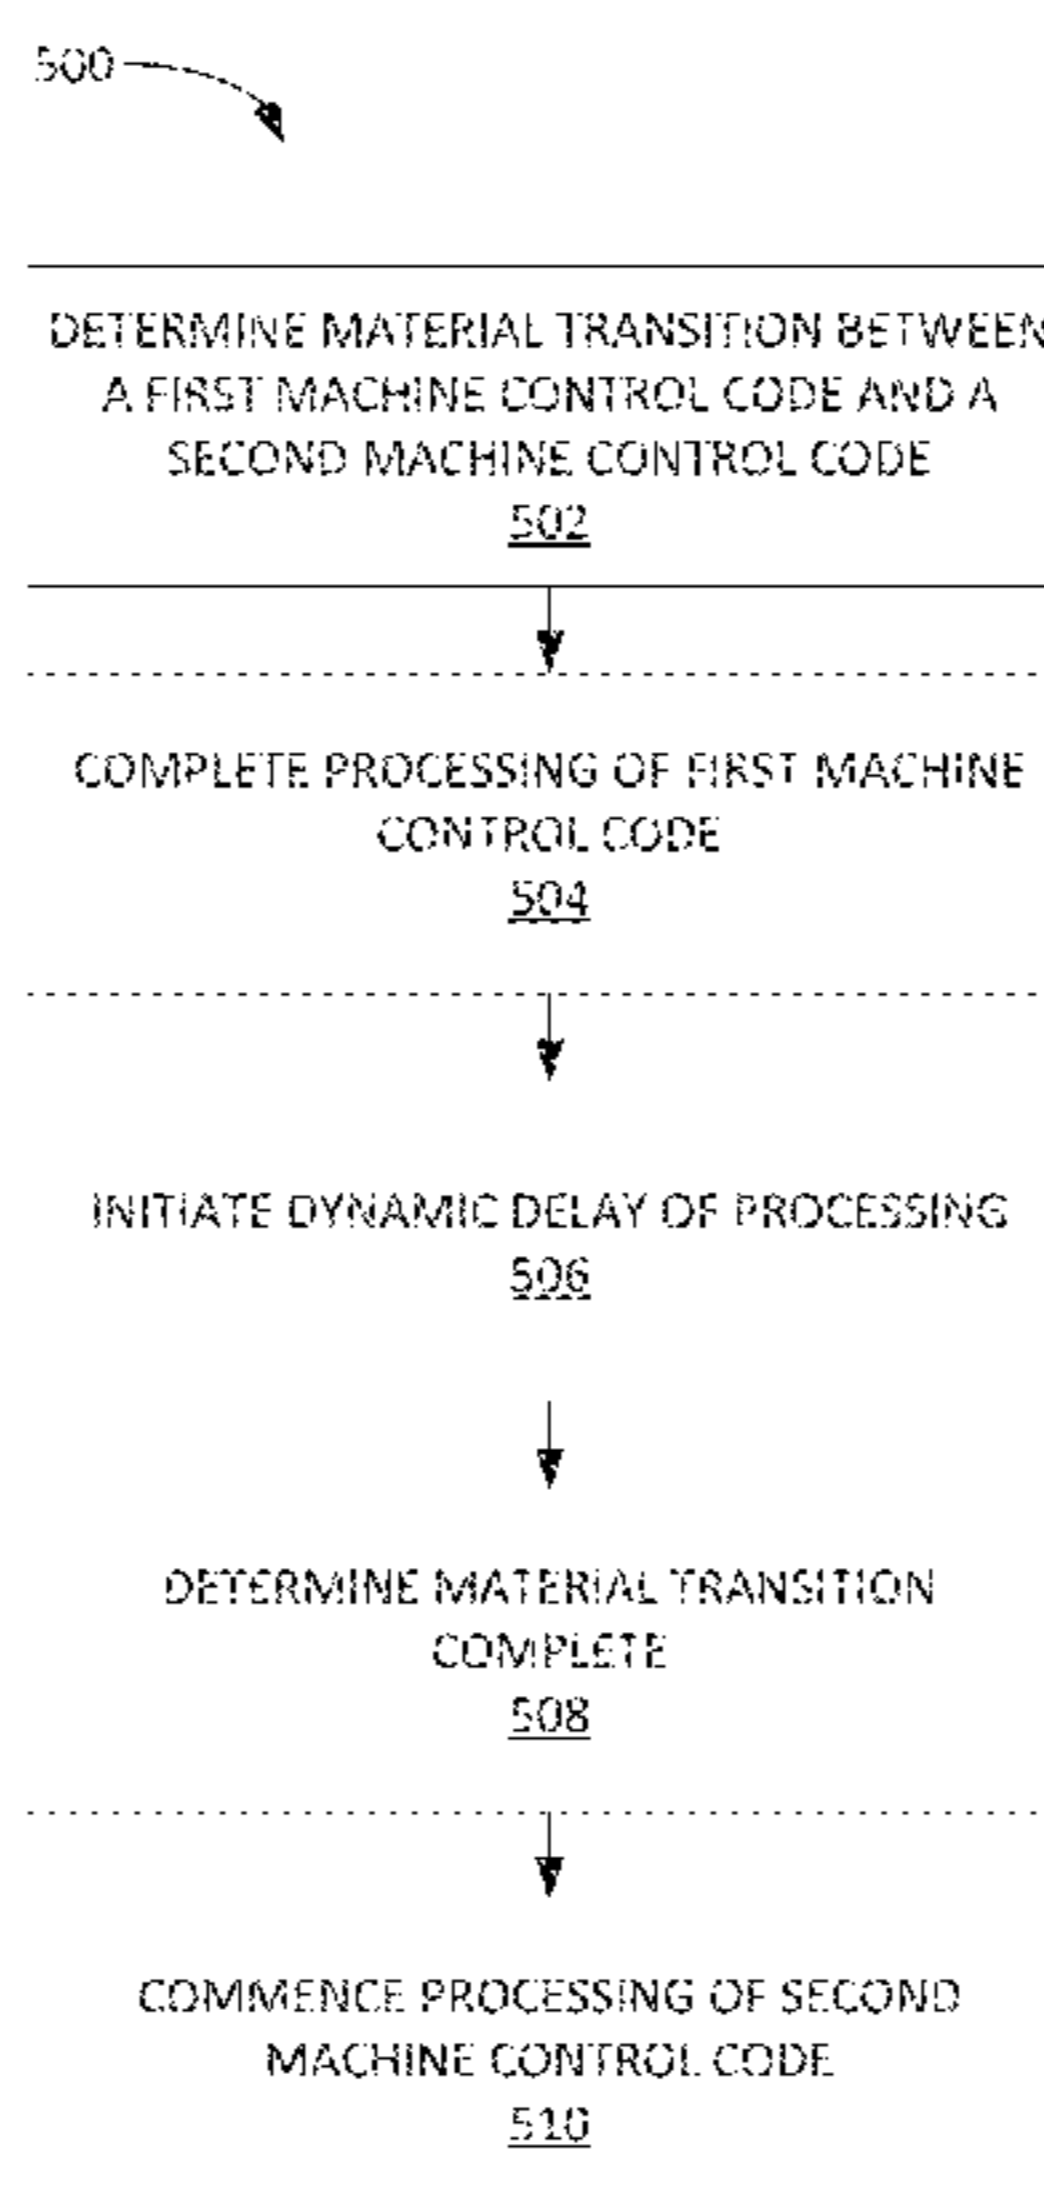 500
DETERMINE MATERIAL TRANSITION BETWEEN
A FIRST MACHINE CONTROL CODE AND A
SECOND MACHINE CONTROL CODE
502
COMPLETE PROCESSING OF FIRST MACHINE
CONTROL CODE
504
INITIATE DYNAMIC DELAY OF PROCESSING
506
DETERMINE MATERIAL TRANSITION
COMPLETE
508
COMMENCE PROCESSING OF SECOND
MACHINE CONTROL CODE
510